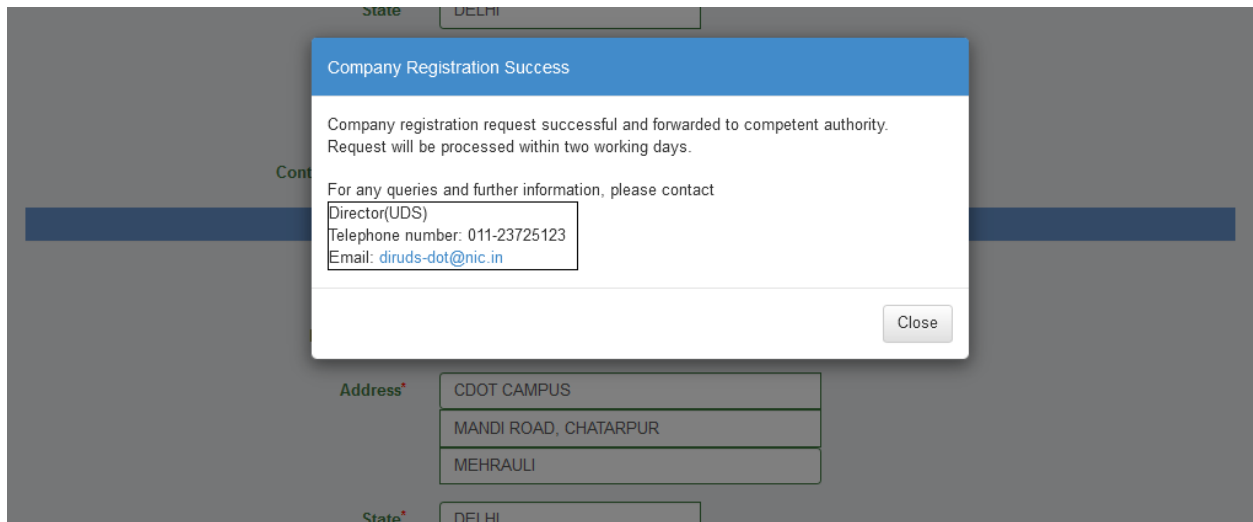 State DELHI
Company Registration Success
Company registration request successful and forwarded to competent authority.
Request will be processed within two working days.
Cont
For any queries and further information, please contact
Director(UDS)
Telephone number: 011-23725123
Email: diruds-dot@nic.in
Close
Address* CDOT CAMPUS
MANDI ROAD, CHATARPUR
MEHRAULI
State* DELHI